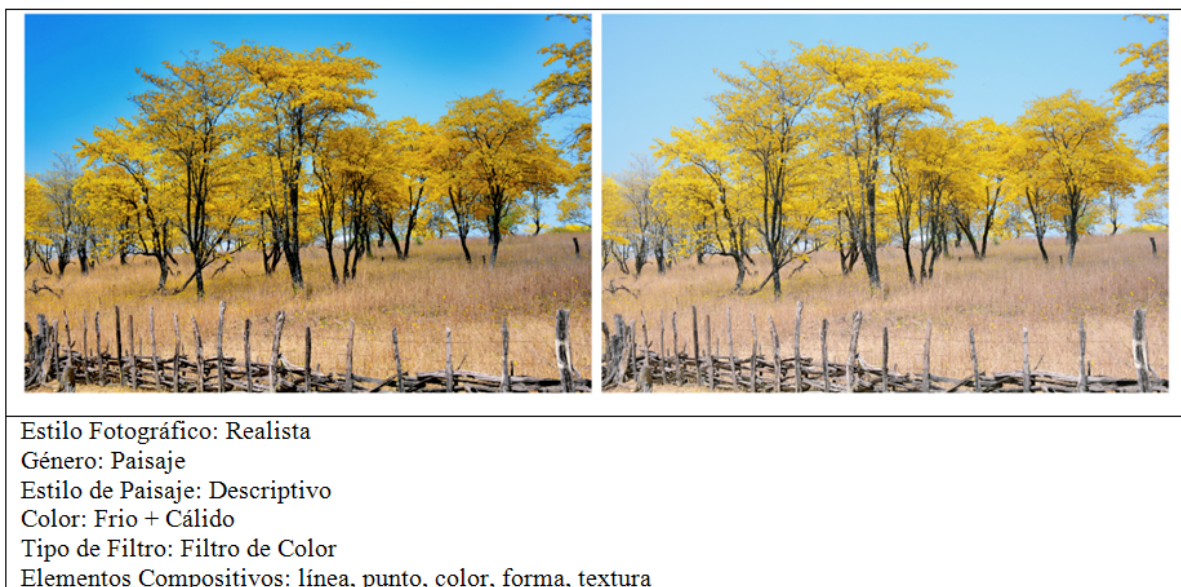 Estilo Fotográfico: Realista
Género: Paisaje
Estilo de Paisaje: Descriptivo
Color: Frio + Cálido
Tipo de Filtro: Filtro de Color
Elementos Compositivos: línea, punto, color, forma, textura